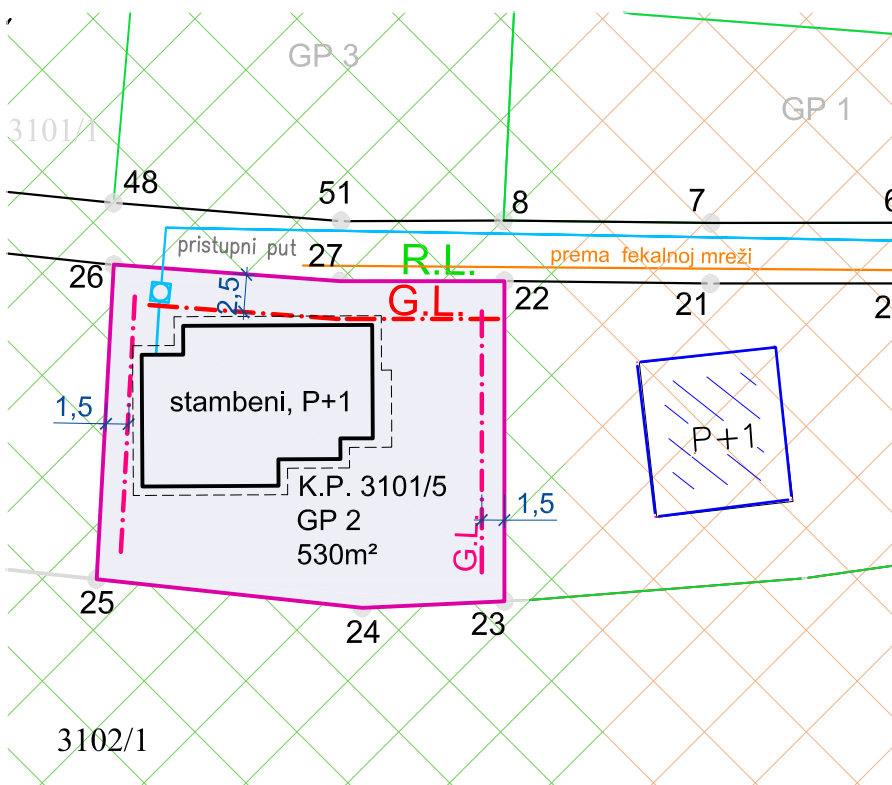 GP 3
GP 1
3101/1
48
51
8
7
6
pristupni put
27
R.L.
prema fekalnoj mreži
26
2,5
G.L.
22
21
2
1,5
stambeni, P+1
P+1
K.P. 3101/5
GP 2
530m²
1,5
G.L.
25
24
23
3102/1